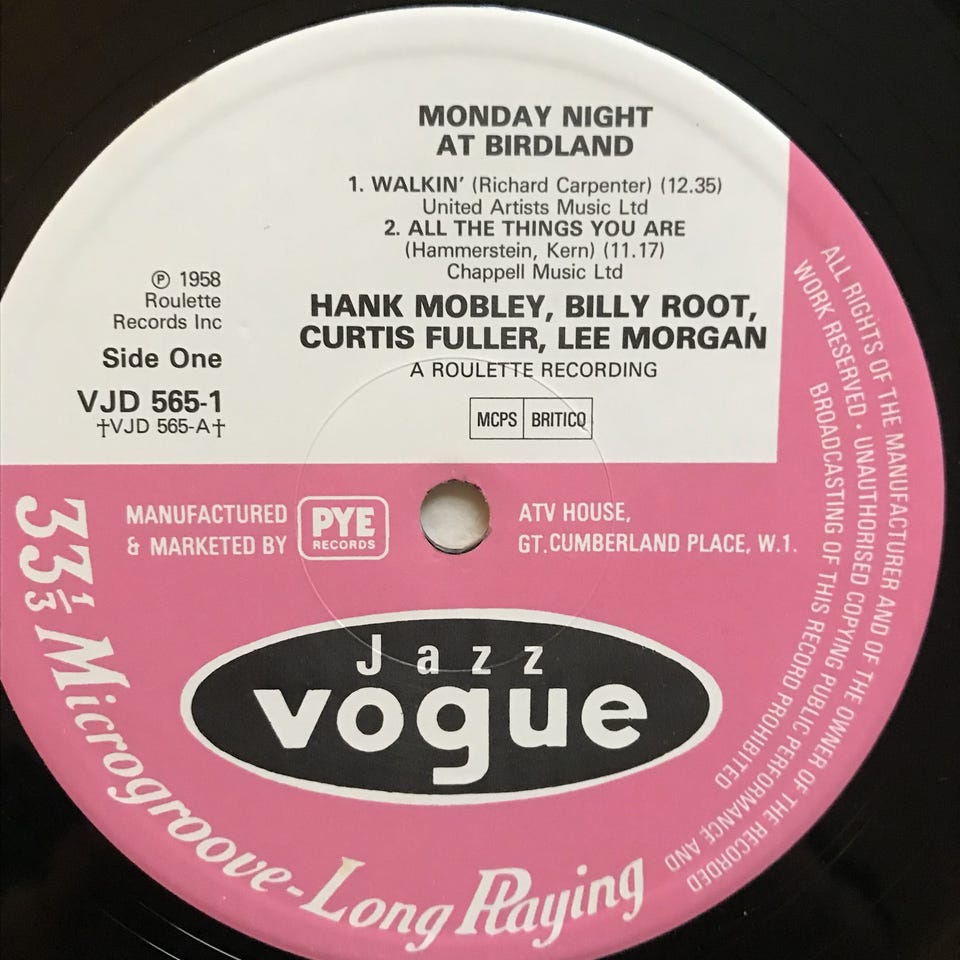 MONDAY NIGHT
AT BIRDLAND
1. WALKIN' (Richard Carpenter) (12.35)
United Artists Music Ltd
2. ALL THE THINGS YOU ARE
(Hammerstein, Kern) (11.17)
Chappell Music Ltd
HANK MOBLEY, BILLY ROOT,
CURTIS FULLER, LEE MORGAN
A ROULETTE RECORDING
MCPS BRITICO
℗ 1958
Roulette
Records Inc
Side One
VJD 565-1
†VJD 565-A†
MANUFACTURED
& MARKETED BY
PYE
RECORDS
ATV HOUSE,
GT. CUMBERLAND PLACE, W.1.
Jazz
vogue
33⅓ Microgroove-Long Playing
ALL RIGHTS OF THE MANUFACTURER AND OF THE OWNER OF THE RECORDED
WORK RESERVED · UNAUTHORISED COPYING PUBLIC PERFORMANCE AND
BROADCASTING OF THIS RECORD PROHIBITED